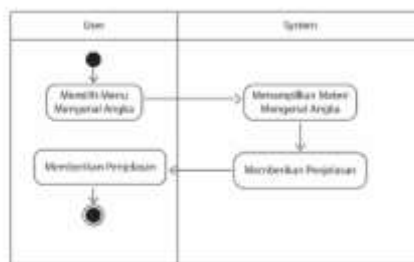 User
System
Memilih Menu
Mengenal Angka
Menampilkan Materi
Mengenal Angka
Memberikan Penjelasan
Memberikan Penjelasan